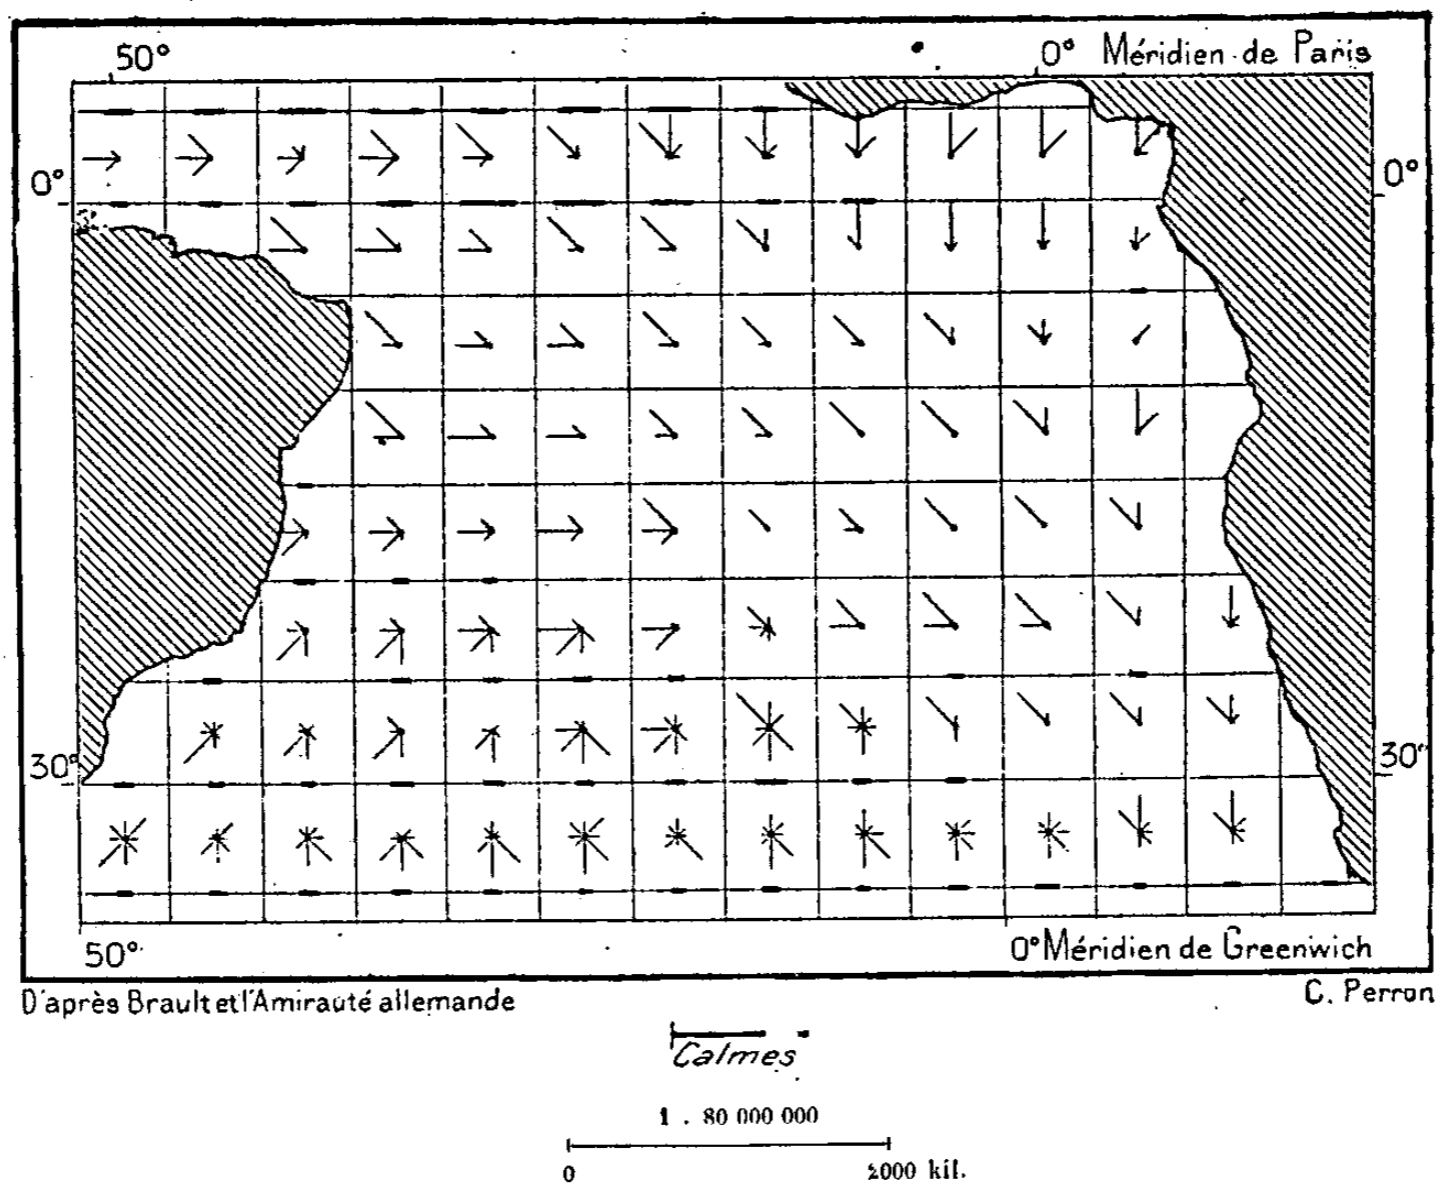 50° 0° Méridien de Paris
0° 0°
30° 30°
50° 0° Méridien de Greenwich
D'après Brault et l'Amirauté allemande C. Perron
Calmes
1 . 80 000 000
0 2000 kil.